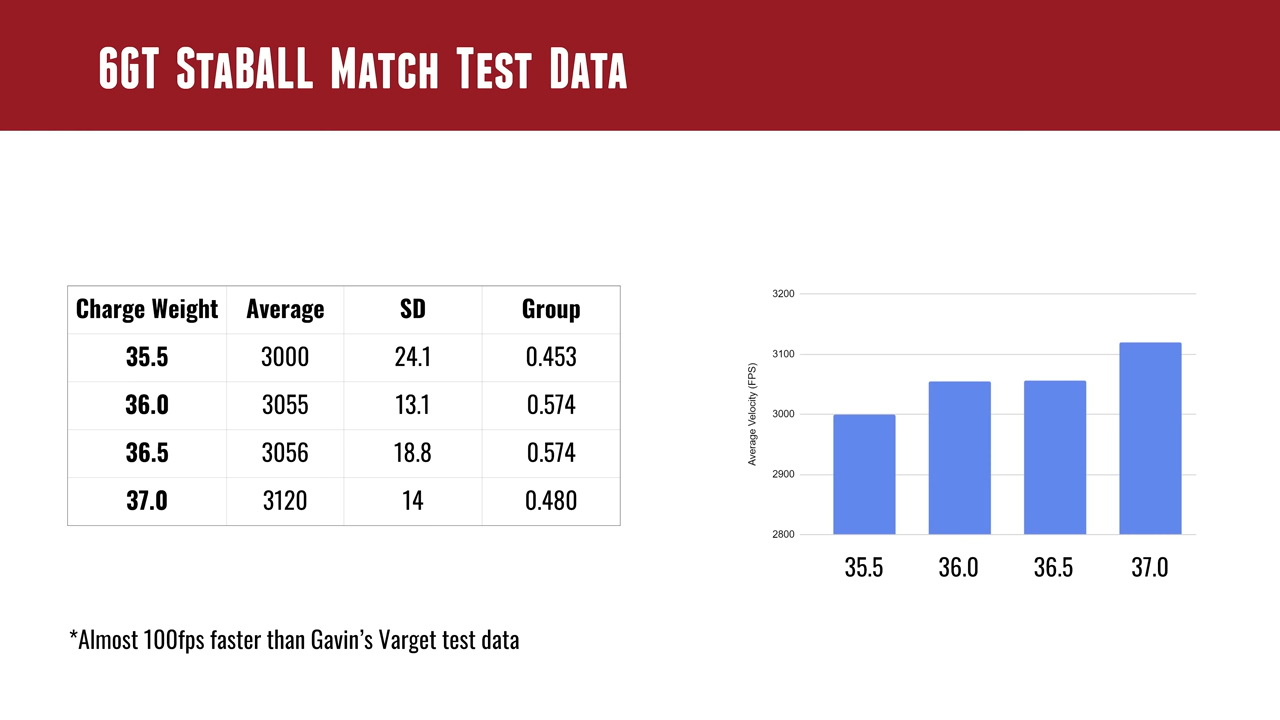 6GT StaBALL Match Test Data
Charge Weight Average SD Group
35.5 3000 24.1 0.453
36.0 3055 13.1 0.574
36.5 3056 18.8 0.574
37.0 3120 14 0.480
*Almost 100fps faster than Gavin’s Varget test data
Average Velocity (FPS)
3200
3100
3000
2900
2800
35.5 36.0 36.5 37.0